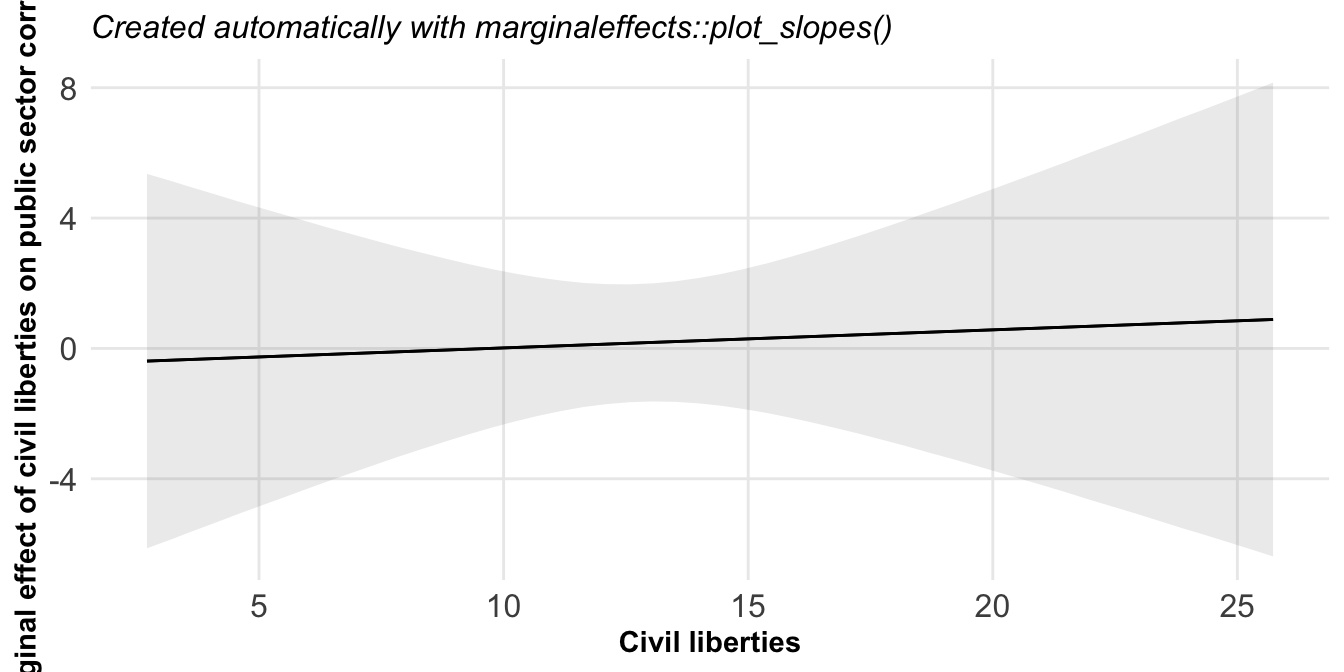 Created automatically with marginaleffects::plot_slopes()
ginal effect of civil liberties on public sector corr
8
4
0
-4
5 10 15 20 25
Civil liberties